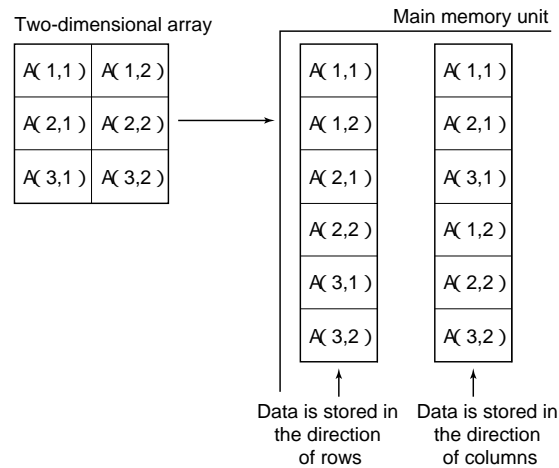 Two-dimensional array
A( 1,1 ) A( 1,2 )
A( 2,1 ) A( 2,2 )
A( 3,1 ) A( 3,2 )
Main memory unit
A( 1,1 )
A( 1,2 )
A( 2,1 )
A( 2,2 )
A( 3,1 )
A( 3,2 )
Data is stored in
the direction
of rows
A( 1,1 )
A( 2,1 )
A( 3,1 )
A( 1,2 )
A( 2,2 )
A( 3,2 )
Data is stored in
the direction
of columns